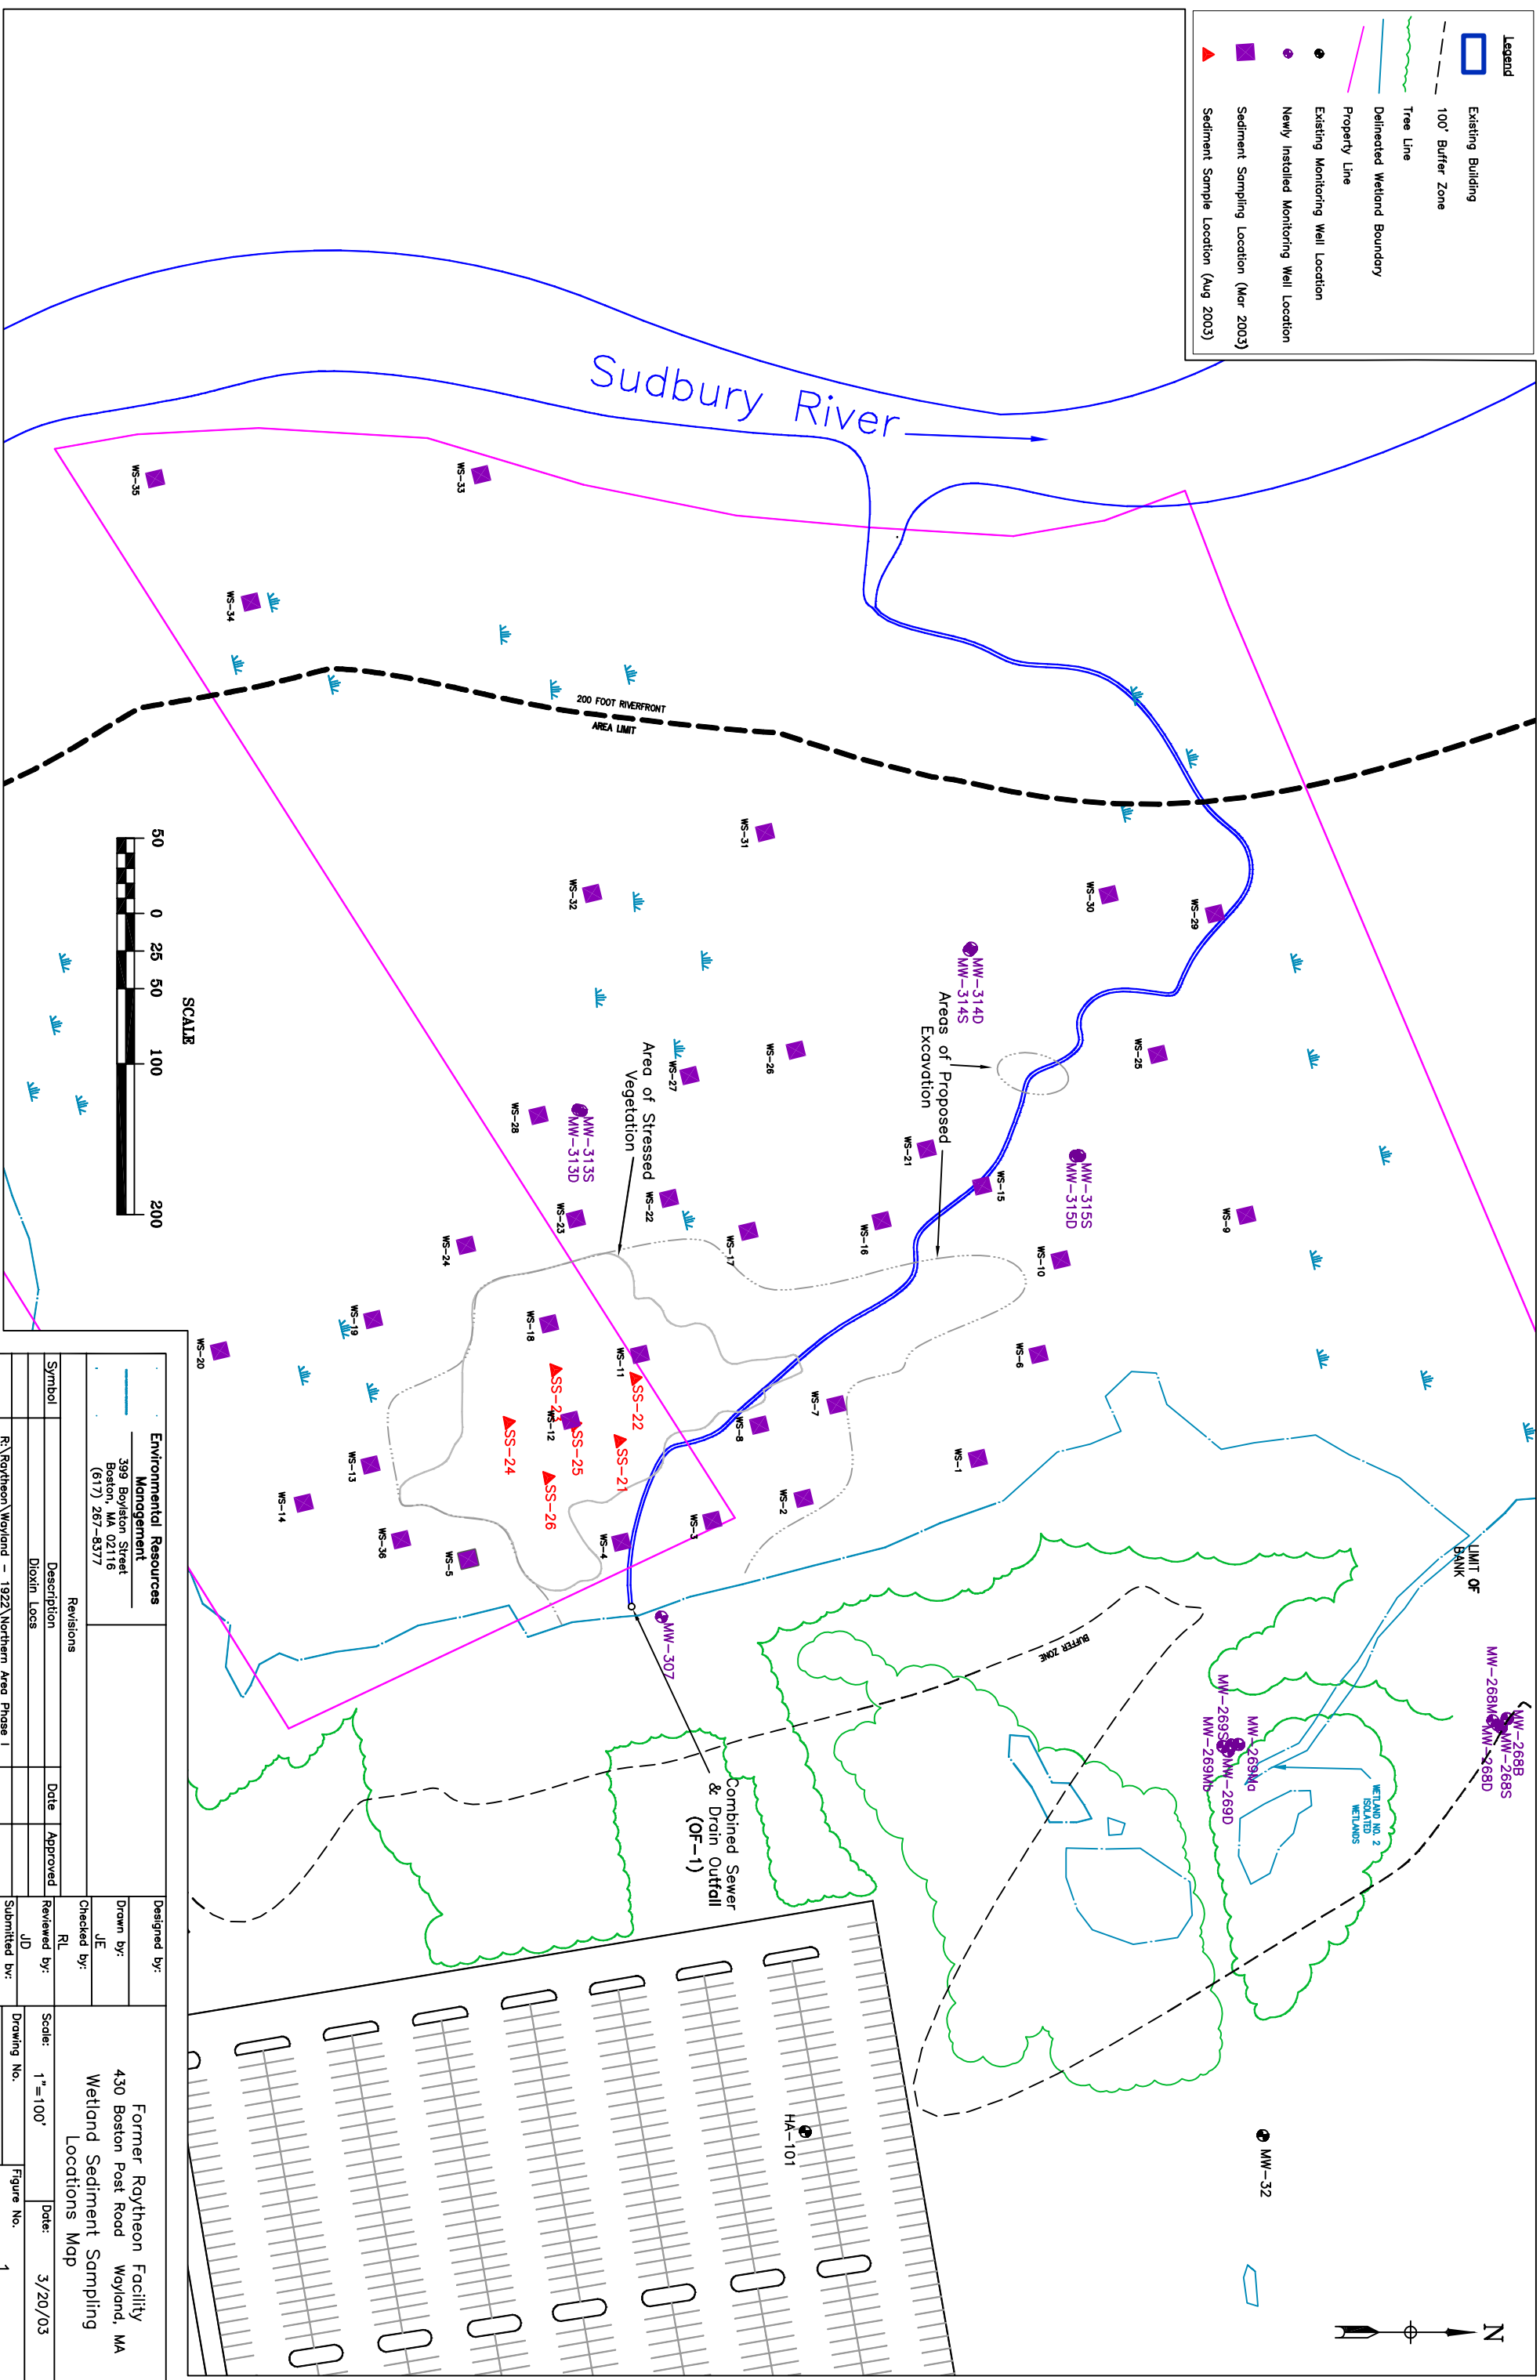 Legend
Existing Building
100' Buffer Zone
Tree Line
Delineated Wetland Boundary
Property Line
Existing Monitoring Well Location
Newly Installed Monitoring Well Location
Sediment Sampling Location (Mar 2003)
Sediment Sample Location (Aug 2003)
Sudbury River
N
200 FOOT RIVERFRONT
AREA LIMIT
WS-35
WS-33
WS-34
WS-31
WS-32
WS-30
WS-29
MW-314D
MW-314S
Areas of Proposed
Excavation
WS-25
WS-26
WS-27
WS-28
Area of Stressed
Vegetation
MW-313S
MW-313D
WS-21
WS-15
MW-315S
MW-315D
WS-9
WS-22
WS-23
WS-24
WS-17
WS-16
WS-10
WS-6
WS-19
WS-20
WS-18
WS-11
SS-22
SS-23
WS-12
SS-25
SS-21
SS-24
SS-26
WS-7
WS-8
WS-1
WS-2
WS-3
WS-4
WS-5
WS-13
WS-14
WS-36
MW-307
LIMIT OF
BANK
BUFFER ZONE
MW-268B
MW-268S
MW-268M
MW-268D
MW-269Ma
MW-269S
MW-269D
MW-269Mb
WETLAND NO. 2
ISOLATED
WETLANDS
Combined Sewer
& Drain Outfall
(OF-1)
HA-101
MW-32
SCALE
50 0 25 50 100 200
Environmental Resources
Management
399 Boylston Street
Boston, MA 02116
(617) 267-8377
Revisions
Symbol Description Date Approved
Dioxin Locs
R:\Raytheon\Wayland - 1922\Northern Area Phase I
Designed by:
Drawn by:
JE
Checked by:
RL
Reviewed by:
JD
Submitted by:
Former Raytheon Facility
430 Boston Post Road Wayland, MA
Wetland Sediment Sampling
Locations Map
Scale: 1"=100'
Date: 3/20/03
Drawing No.
Figure No. 1